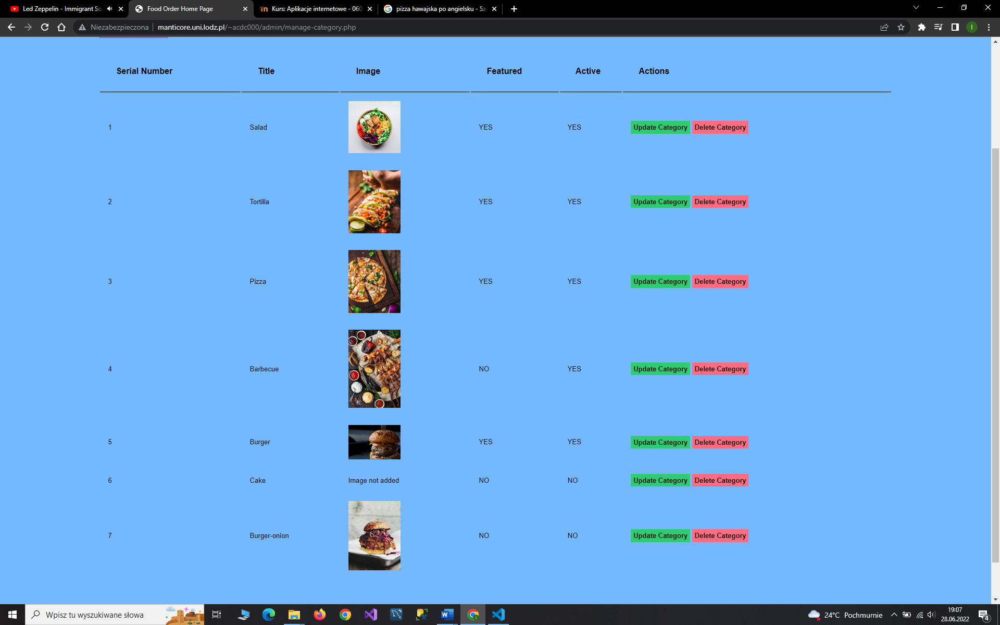 Led Zeppelin - Immigrant So
Food Order Home Page
Kurs: Aplikacje internetowe - 060
pizza hawajska po angielsku - Szu
Niezabezpieczona | manticore.uni.lodz.pl/~acdc000/admin/manage-category.php
I
Serial Number Title Image Featured Active Actions
1 Salad YES YES Update Category Delete Category
2 Tortilla YES YES Update Category Delete Category
3 Pizza YES YES Update Category Delete Category
4 Barbecue NO YES Update Category Delete Category
5 Burger YES YES Update Category Delete Category
6 Cake Image not added NO NO Update Category Delete Category
7 Burger-onion NO NO Update Category Delete Category
Wpisz tu wyszukiwane słowa
24°C Pochmurnie
19:07
28.06.2022
4